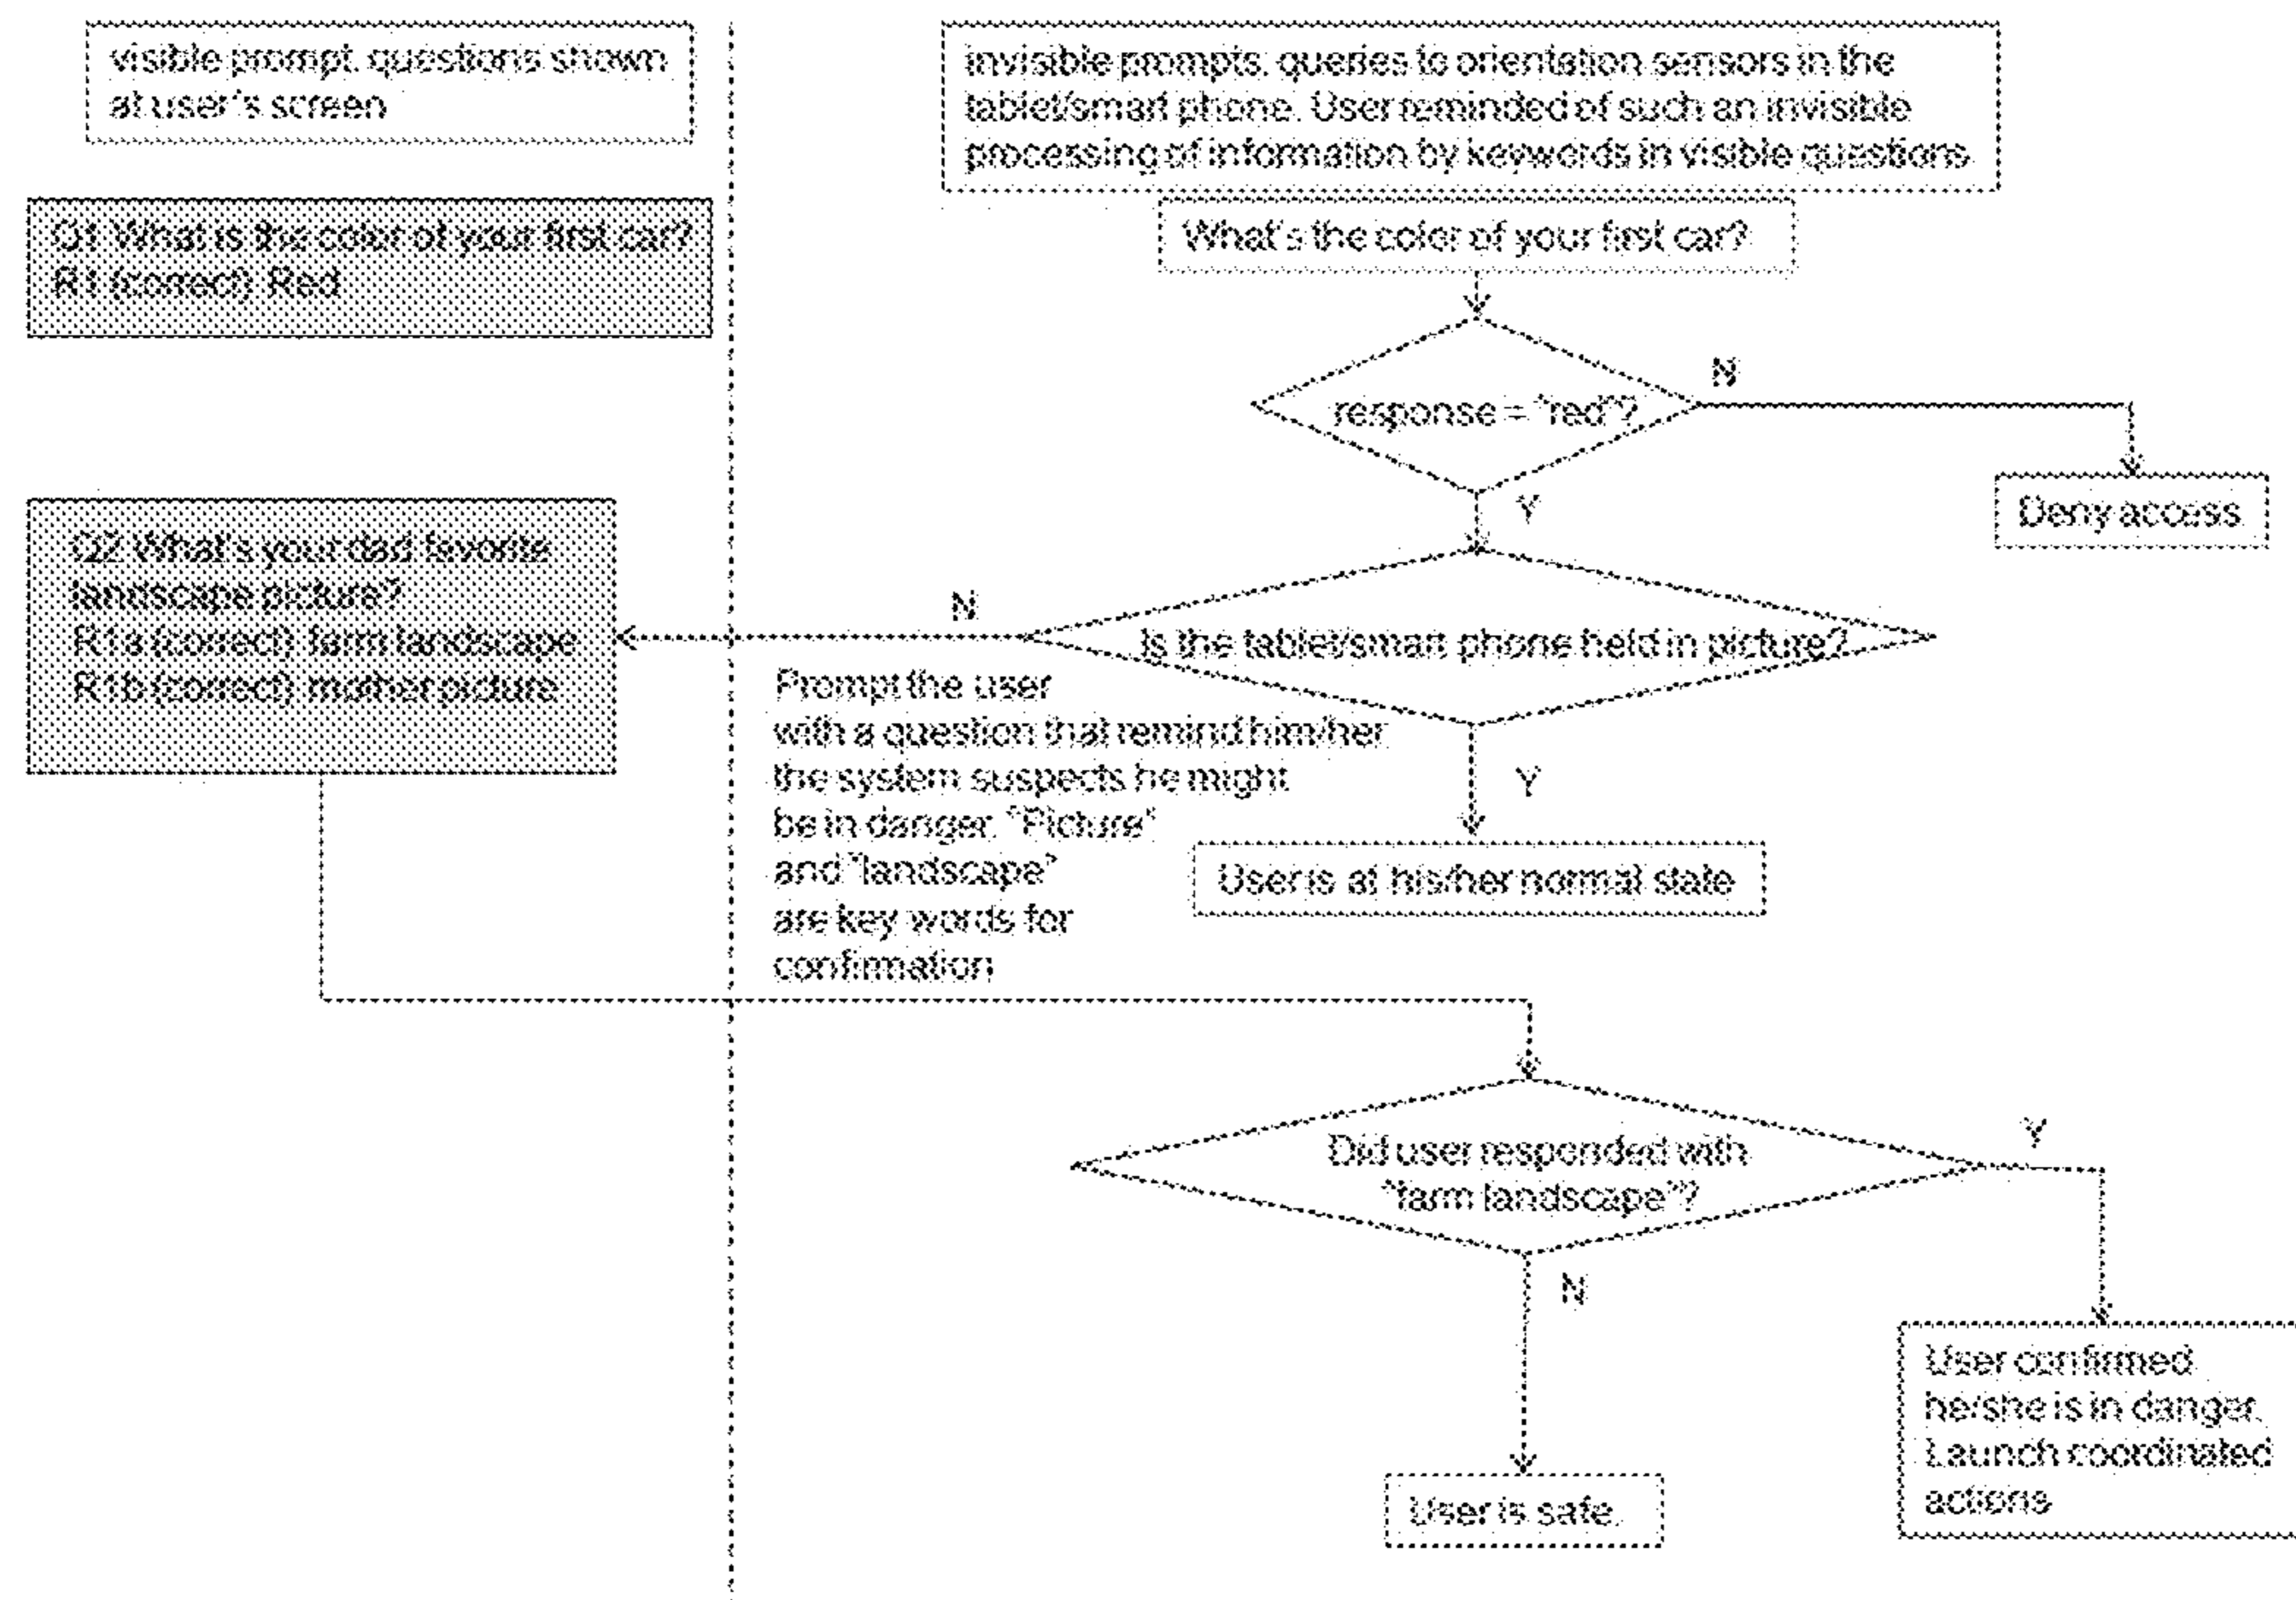 visible prompt. questions shown
at user's screen
invisible prompts. queries to orientation sensors in the
tablet/smart phone. User reminded of such an invisible
processing of information by keywords in visible questions
Q1 What is the color of your first car?
R1 (correct) Red
What's the color of your first car?
response = "red"?
N
Deny access
Y
Q2 What's your dad favorite
landscape picture?
R1a (correct) farm landscape
R1b (correct) mother picture
N
Is the tablet/smart phone held in picture?
Prompt the user
with a question that remind him/her
the system suspects he might
be in danger. "Picture"
and "landscape"
are key words for
confirmation
Y
User is at his/her normal state
Did user responded with
"farm landscape"?
Y
N
User confirmed
he/she is in danger.
Launch coordinated
actions
User is safe.